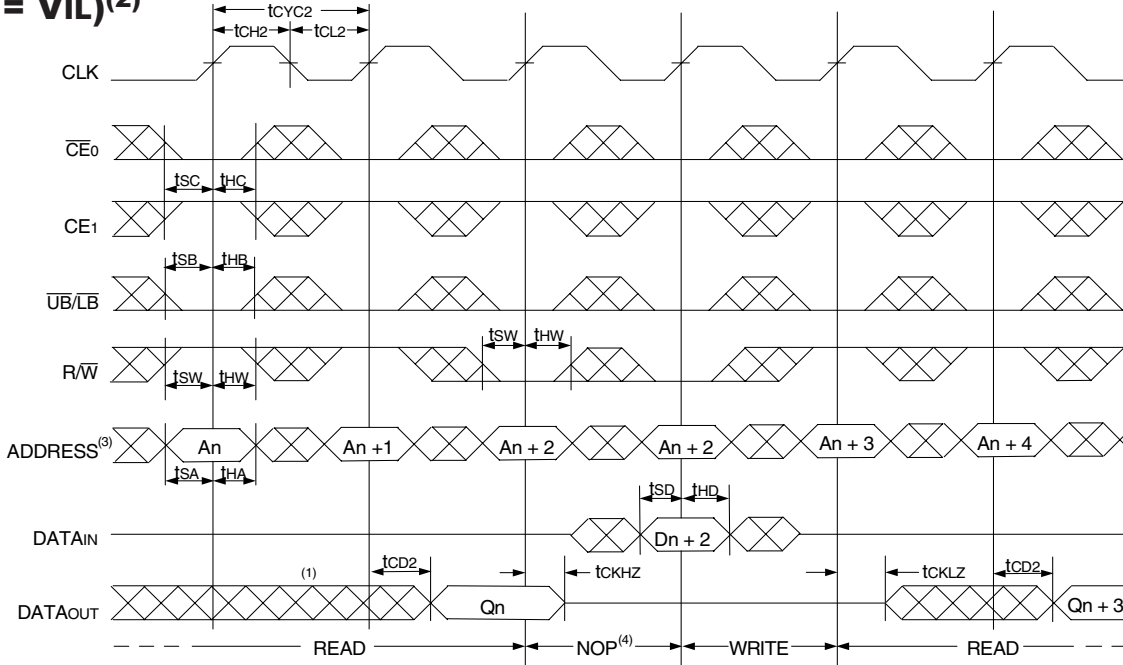 = VIL)(2)
tCYC2
tCH2 tCL2
CLK
CE0
tSC tHC
CE1
tSB tHB
UB/LB
tSW tHW
R/W
tSW tHW
ADDRESS(3) An An +1 An + 2 An + 2 An + 3 An + 4
tSA tHA
tSD tHD
DATAIN Dn + 2
tCD2 tCKHZ tCKLZ tCD2
(1)
DATAOUT Qn Qn + 3
READ NOP(4) WRITE READ